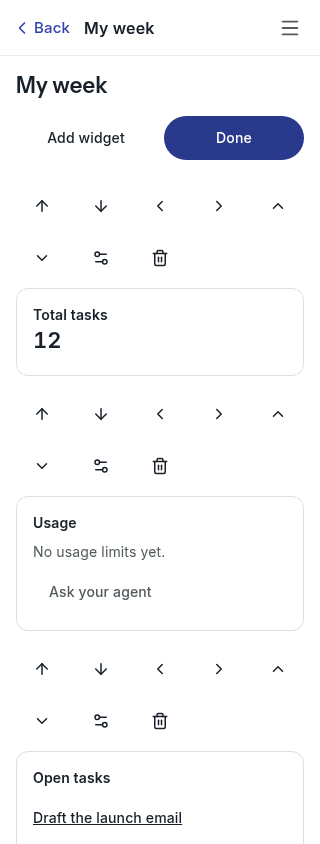 Back My week
My week
Add widget Done
Total tasks
12
Usage
No usage limits yet.
Ask your agent
Open tasks
Draft the launch email